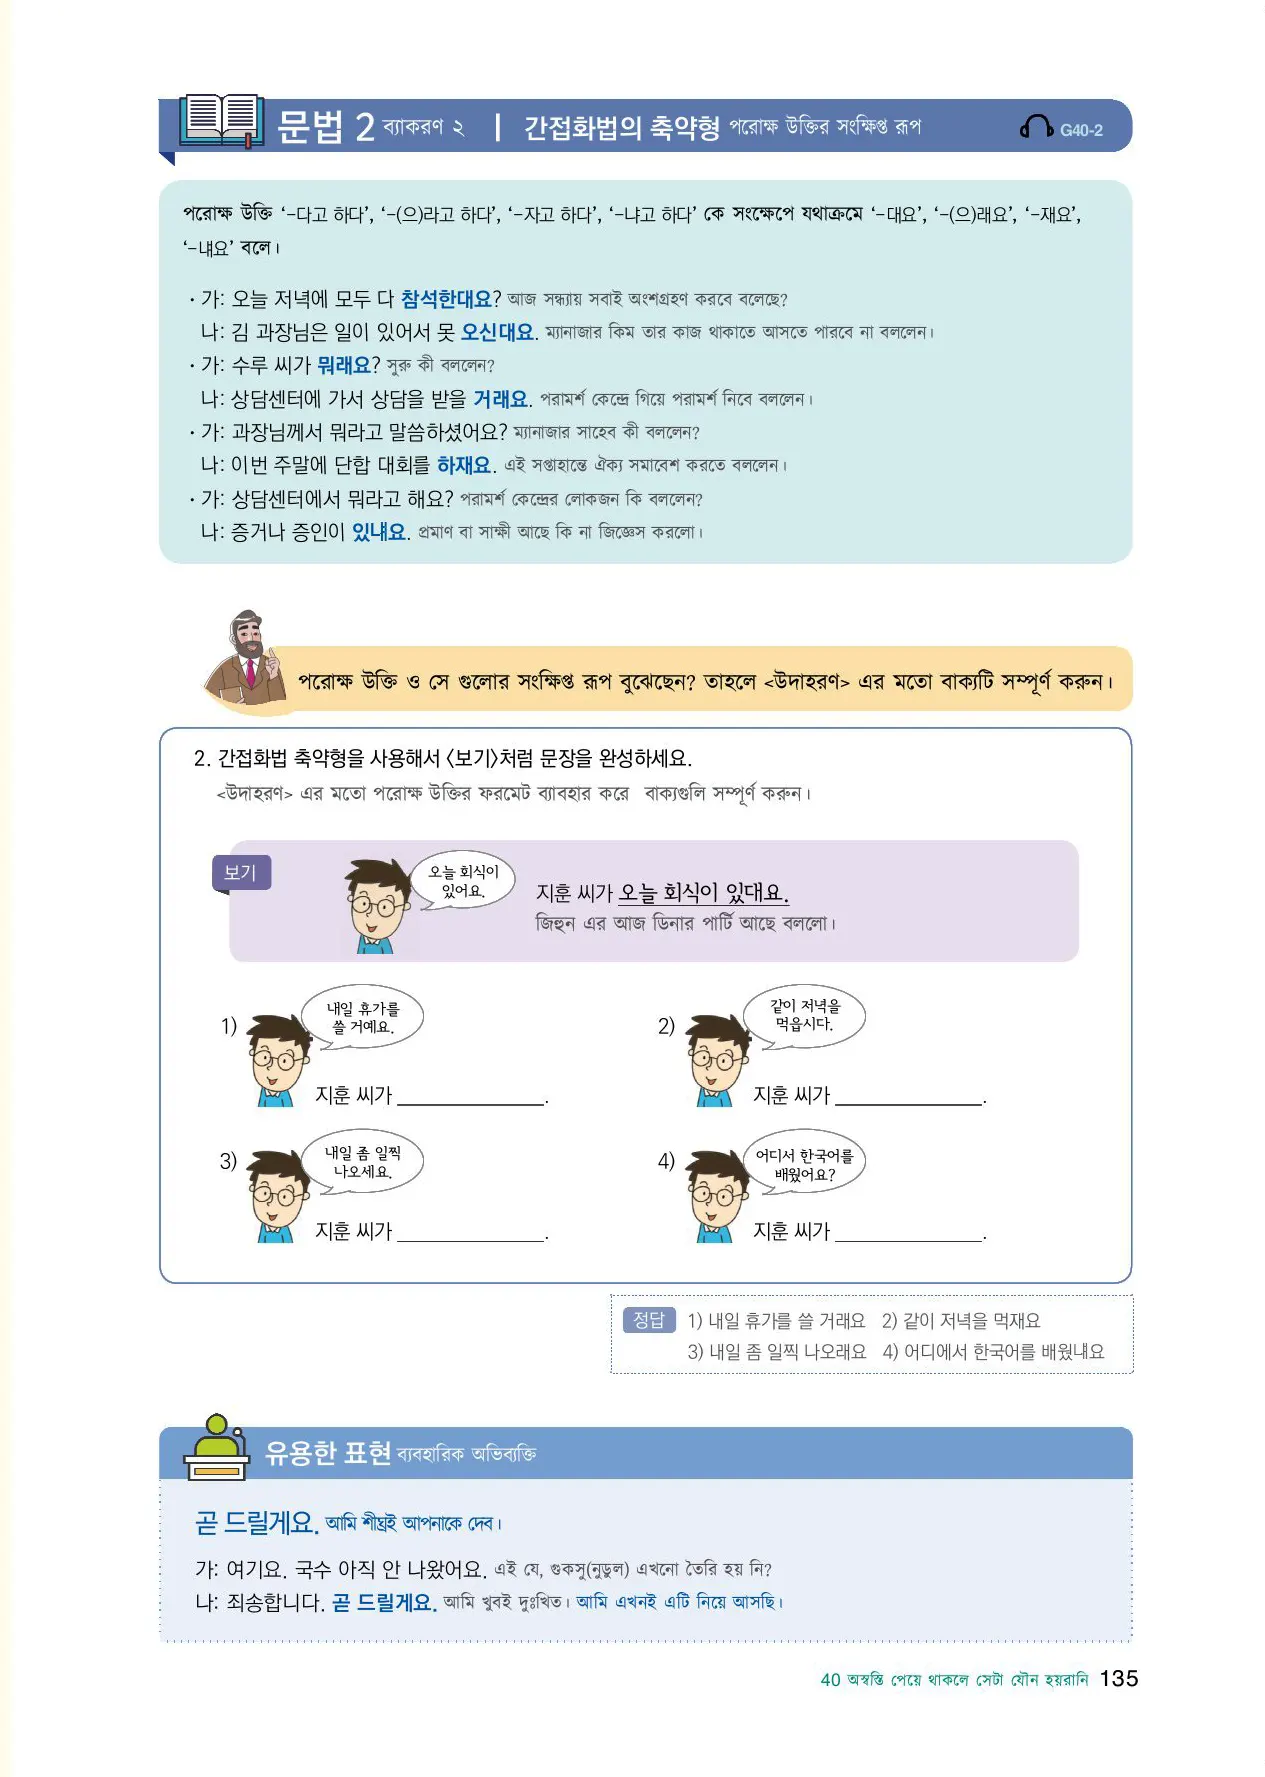 문법 2 ব্যাকরণ ২ | 간접화법의 축약형 পরোক্ষ উক্তির সংক্ষিপ্ত রূপ G40-2
পরোক্ষ উক্তি ‘-다고 하다’, ‘-(으)라고 하다’, ‘-자고 하다’, ‘-냐고 하다’ কে সংক্ষেপে যথাক্রমে ‘-대요’, ‘-(으)래요’, ‘-재요’,
‘-냬요’ বলে।
· 가: 오늘 저녁에 모두 다 참석한대요? আজ সন্ধ্যায় সবাই অংশগ্রহণ করবে বলেছে?
나: 김 과장님은 일이 있어서 못 오신대요. ম্যানাজার কিম তার কাজ থাকাতে আসতে পারবে না বললেন।
· 가: 수루 씨가 뭐래요? সুরু কী বললেন?
나: 상담센터에 가서 상담을 받을 거래요. পরামর্শ কেন্দ্রে গিয়ে পরামর্শ নিবে বললেন।
· 가: 과장님께서 뭐라고 말씀하셨어요? ম্যানাজার সাহেব কী বললেন?
나: 이번 주말에 단합 대회를 하재요. এই সপ্তাহান্তে ঐক্য সমাবেশ করতে বললেন।
· 가: 상담센터에서 뭐라고 해요? পরামর্শ কেন্দ্রের লোকজন কি বললেন?
나: 증거나 증인이 있냬요. প্রমাণ বা সাক্ষী আছে কি না জিজ্ঞেস করলো।
পরোক্ষ উক্তি ও সে গুলোর সংক্ষিপ্ত রূপ বুঝেছেন? তাহলে <উদাহরণ> এর মতো বাক্যটি সম্পূর্ণ করুন।
2. 간접화법 축약형을 사용해서 〈보기〉처럼 문장을 완성하세요.
<উদাহরণ> এর মতো পরোক্ষ উক্তির ফরমেট ব্যাবহার করে বাক্যগুলি সম্পূর্ণ করুন।
보기
오늘 회식이
있어요.
지훈 씨가 오늘 회식이 있대요.
জিহুন এর আজ ডিনার পার্টি আছে বললো।
1)
내일 휴가를
쓸 거예요.
지훈 씨가 ______________.
2)
같이 저녁을
먹읍시다.
지훈 씨가 ______________.
3)
내일 좀 일찍
나오세요.
지훈 씨가 ______________.
4)
어디서 한국어를
배웠어요?
지훈 씨가 ______________.
정답 1) 내일 휴가를 쓸 거래요 2) 같이 저녁을 먹재요
3) 내일 좀 일찍 나오래요 4) 어디에서 한국어를 배웠냬요
유용한 표현 ব্যবহারিক অভিব্যক্তি
곧 드릴게요. আমি শীঘ্রই আপনাকে দেব।
가: 여기요. 국수 아직 안 나왔어요. এই যে, গুকসু(নুডুল) এখনো তৈরি হয় নি?
나: 죄송합니다. 곧 드릴게요. আমি খুবই দুঃখিত। আমি এখনই এটি নিয়ে আসছি।
40 অস্বস্তি পেয়ে থাকলে সেটা যৌন হয়রানি 135